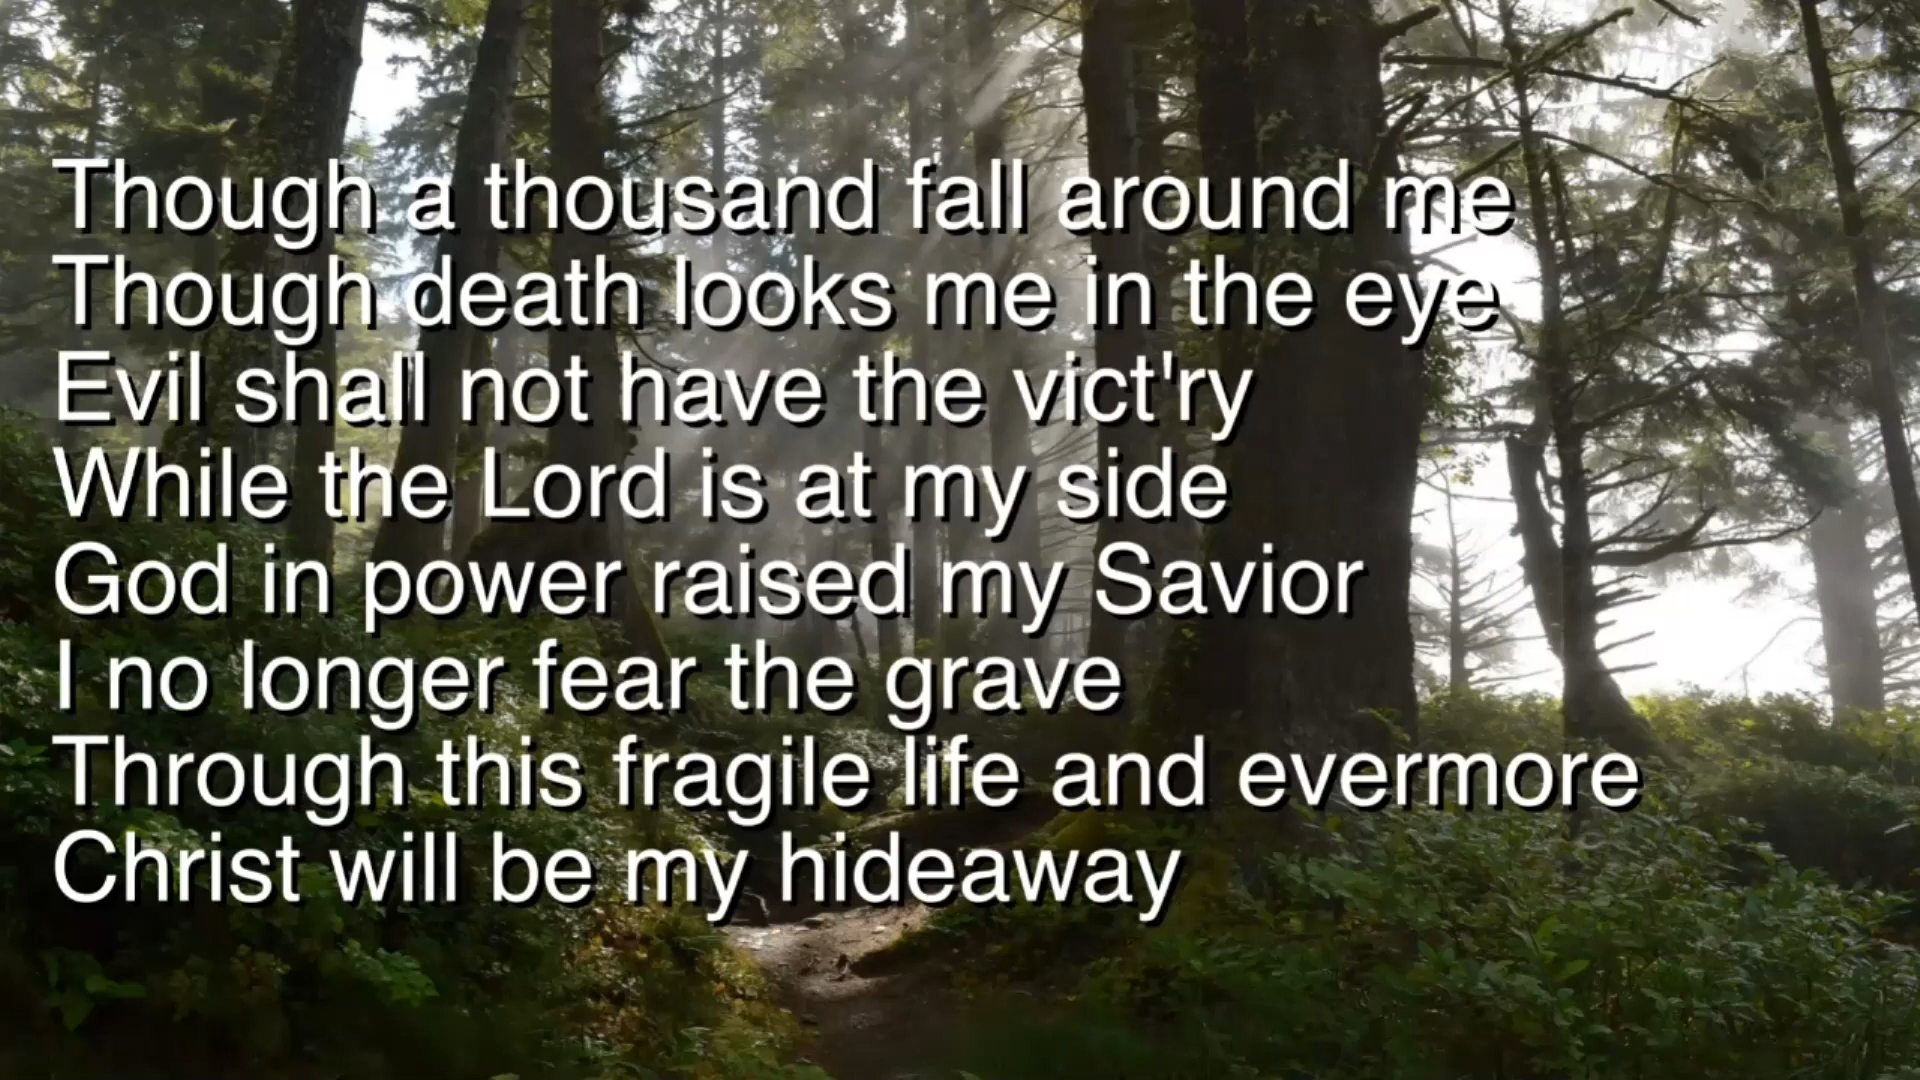 Though a thousand fall around me
Though death looks me in the eye
Evil shall not have the vict'ry
While the Lord is at my side
God in power raised my Savior
I no longer fear the grave
Through this fragile life and evermore
Christ will be my hideaway